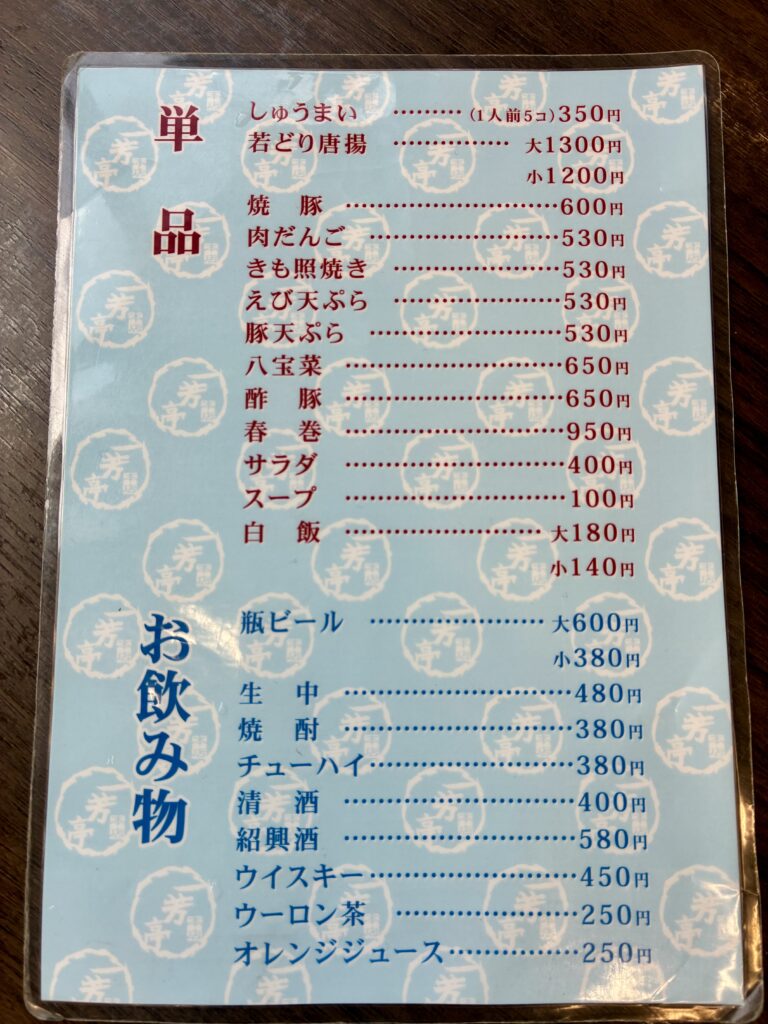 単品
しゅうまい ………(1人前5コ)350円
若どり唐揚 …………… 大1300円
小1200円
焼 豚 ………………………600円
肉だんご ……………………530円
きも照焼き …………………530円
えび天ぷら …………………530円
豚天ぷら ……………………530円
八宝菜 ………………………650円
酢 豚 ………………………650円
春 巻 ………………………950円
サラダ ………………………400円
スープ ………………………100円
白 飯 …………………… 大180円
小140円
お飲み物
瓶ビール ………………… 大600円
小380円
生 中 ………………………480円
焼 酎 ………………………380円
チューハイ……………………380円
清 酒 ………………………400円
紹興酒 ………………………580円
ウイスキー……………………450円
ウーロン茶 …………………250円
オレンジジュース……………250円
一芳亭